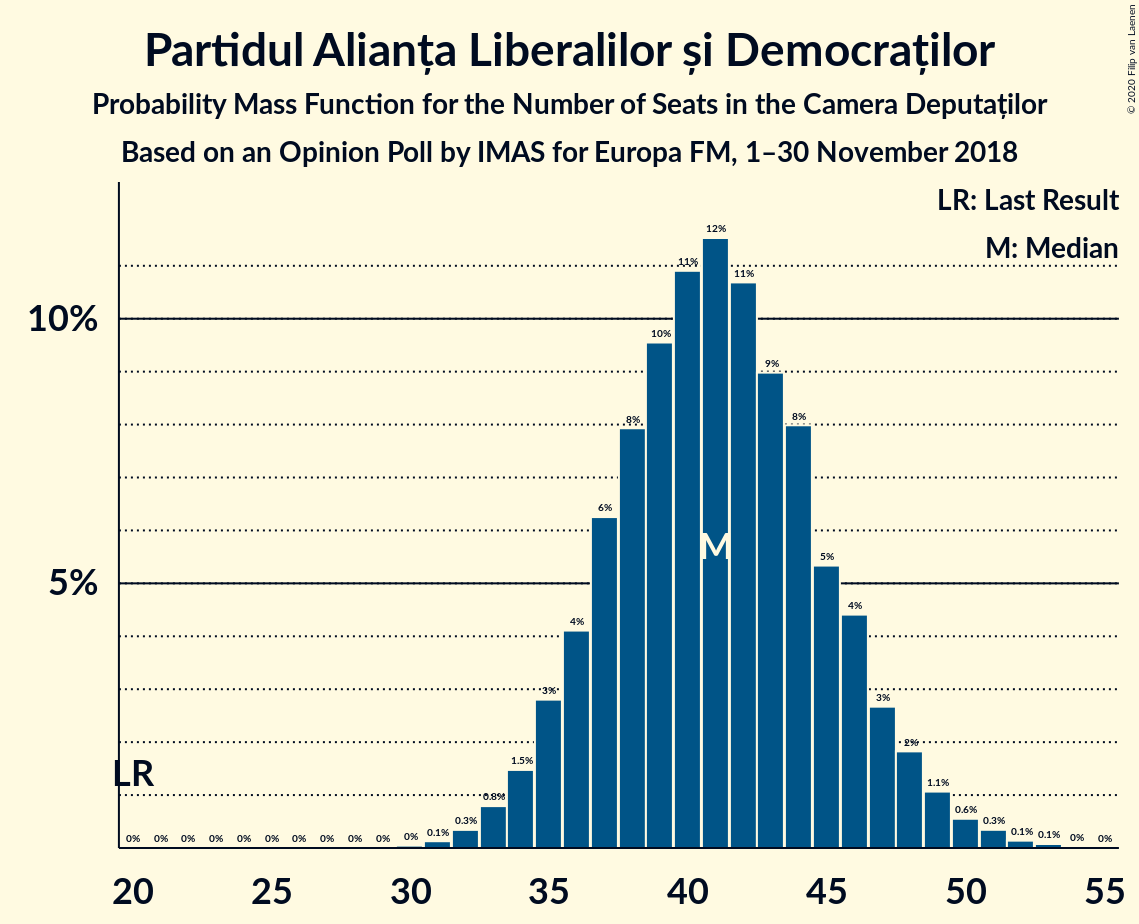 Partidul Alianța Liberalilor și Democraților
Probability Mass Function for the Number of Seats in the Camera Deputaților
Based on an Opinion Poll by IMAS for Europa FM, 1–30 November 2018
© 2020 Filip van Laenen
LR: Last Result
M: Median
10%
5%
0% 0% 0% 0% 0% 0% 0% 0% 0% 0% 0% 0.1% 0.3% 0.8% 1.5% 3% 4% 6% 8% 10% 11% 12% 11% 9% 8% 5% 4% 3% 2% 1.1% 0.6% 0.3% 0.1% 0.1% 0% 0%
M
LR
20 25 30 35 40 45 50 55